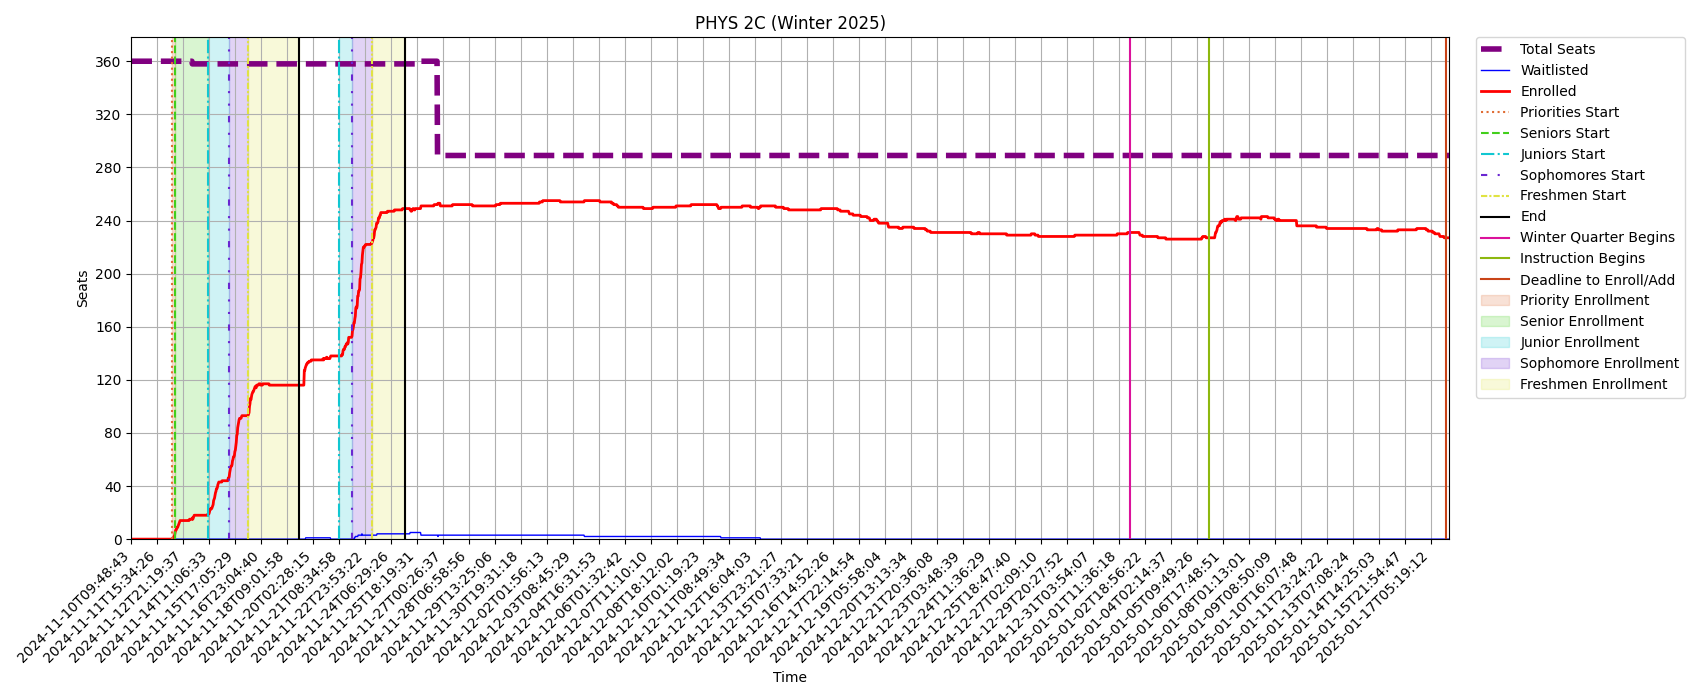 PHYS 2C (Winter 2025)
Seats
360
320
280
240
200
160
120
80
40
0
2024-11-10T09:48:43
2024-11-11T15:34:26
2024-11-12T21:19:37
2024-11-14T11:06:33
2024-11-15T17:05:29
2024-11-16T23:04:40
2024-11-18T09:01:58
2024-11-20T02:28:15
2024-11-21T08:34:58
2024-11-22T23:53:22
2024-11-24T06:29:26
2024-11-25T18:19:31
2024-11-27T00:26:37
2024-11-28T06:58:56
2024-11-29T13:25:06
2024-11-30T19:31:18
2024-12-02T01:56:13
2024-12-03T08:45:29
2024-12-04T16:31:53
2024-12-06T01:32:42
2024-12-07T11:10:10
2024-12-08T18:12:02
2024-12-10T01:19:23
2024-12-11T08:49:34
2024-12-12T16:04:03
2024-12-13T23:21:27
2024-12-15T07:33:21
2024-12-16T14:52:26
2024-12-17T22:14:54
2024-12-19T05:58:04
2024-12-20T13:13:34
2024-12-21T20:36:08
2024-12-23T03:48:39
2024-12-24T11:36:29
2024-12-25T18:47:40
2024-12-27T02:09:10
2024-12-29T20:27:52
2024-12-31T03:54:07
2025-01-01T11:36:18
2025-01-02T18:56:22
2025-01-04T02:14:37
2025-01-05T09:49:26
2025-01-06T17:48:51
2025-01-08T01:13:01
2025-01-09T08:50:09
2025-01-10T16:07:48
2025-01-11T23:24:22
2025-01-13T07:08:24
2025-01-14T14:25:03
2025-01-15T21:54:47
2025-01-17T05:19:12
Time
Total Seats
Waitlisted
Enrolled
Priorities Start
Seniors Start
Juniors Start
Sophomores Start
Freshmen Start
End
Winter Quarter Begins
Instruction Begins
Deadline to Enroll/Add
Priority Enrollment
Senior Enrollment
Junior Enrollment
Sophomore Enrollment
Freshmen Enrollment